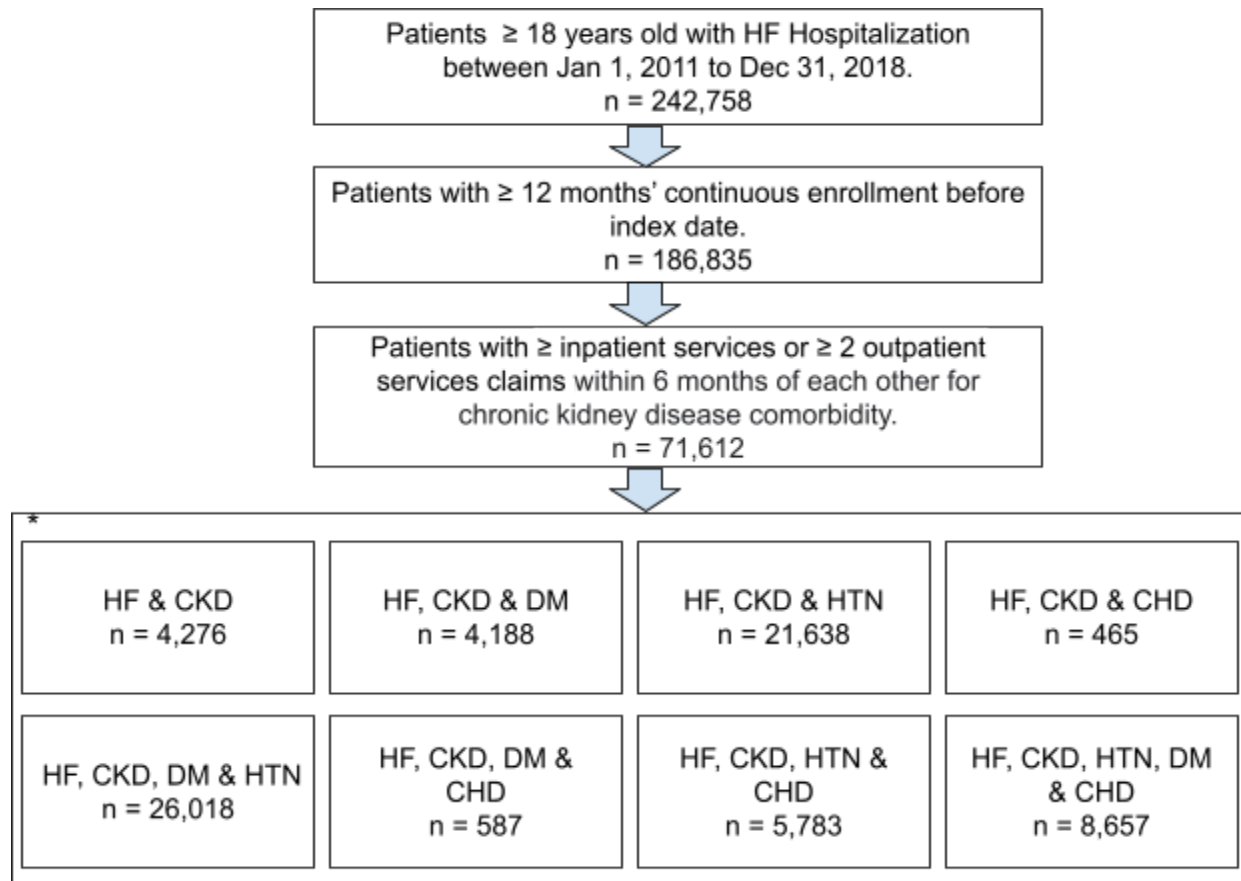 Patients ≥ 18 years old with HF Hospitalization
between Jan 1, 2011 to Dec 31, 2018.
n = 242,758
Patients with ≥ 12 months’ continuous enrollment before
index date.
n = 186,835
Patients with ≥ inpatient services or ≥ 2 outpatient
services claims within 6 months of each other for
chronic kidney disease comorbidity.
n = 71,612
*
HF & CKD
n = 4,276
HF, CKD & DM
n = 4,188
HF, CKD & HTN
n = 21,638
HF, CKD & CHD
n = 465
HF, CKD, DM & HTN
n = 26,018
HF, CKD, DM &
CHD
n = 587
HF, CKD, HTN &
CHD
n = 5,783
HF, CKD, HTN, DM
& CHD
n = 8,657